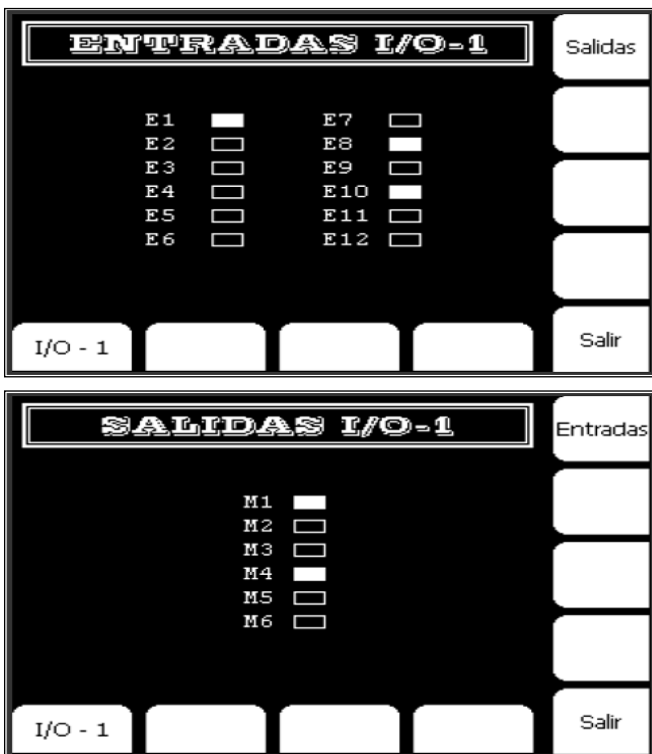 ENTRADAS I/O-1
Salidas
E1 E7
E2 E8
E3 E9
E4 E10
E5 E11
E6 E12
I/O - 1
Salir
SALIDAS I/O-1
Entradas
M1
M2
M3
M4
M5
M6
I/O - 1
Salir